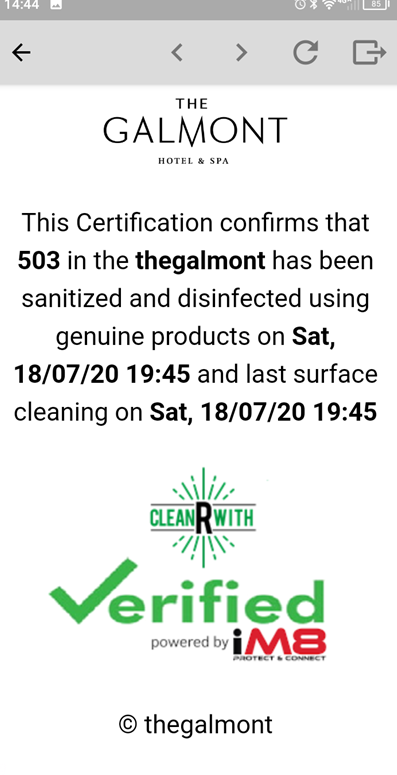 14:44
85
THE
GALMONT
HOTEL & SPA
This Certification confirms that
503 in the thegalmont has been
sanitized and disinfected using
genuine products on Sat,
18/07/20 19:45 and last surface
cleaning on Sat, 18/07/20 19:45
CLEANRWITH
Verified
powered by iM8
PROTECT & CONNECT
© thegalmont